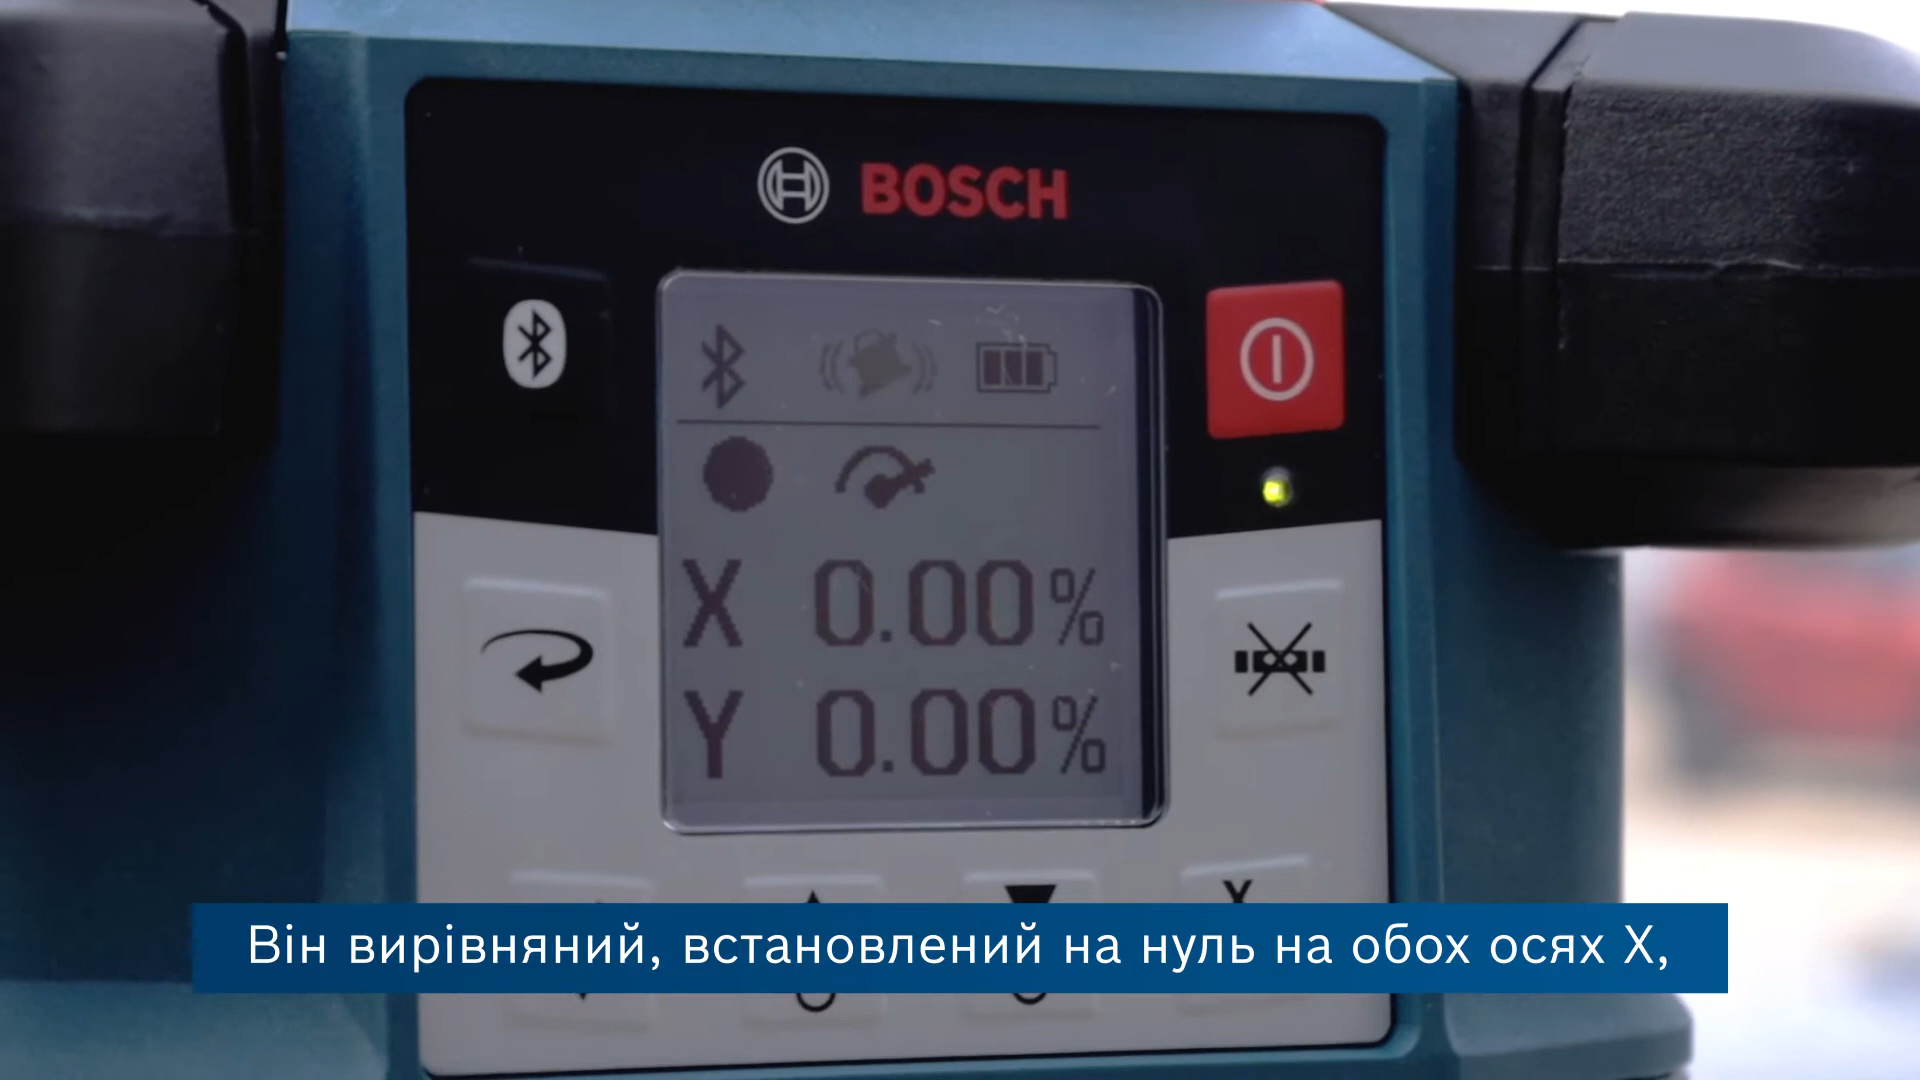 BOSCH
X 0.00%
Y 0.00%
Y
Він вирівняний, встановлений на нуль на обох осях X,